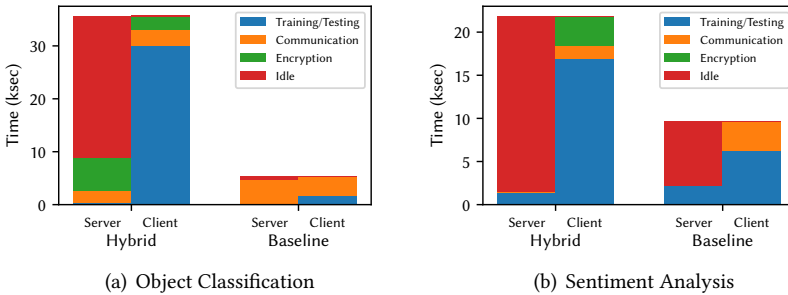 Time (ksec)
30
20
10
0
Training/Testing
Communication
Encryption
Idle
Server Client Server Client
Hybrid Baseline
(a) Object Classification
Time (ksec)
20
15
10
5
0
Training/Testing
Communication
Encryption
Idle
Server Client Server Client
Hybrid Baseline
(b) Sentiment Analysis